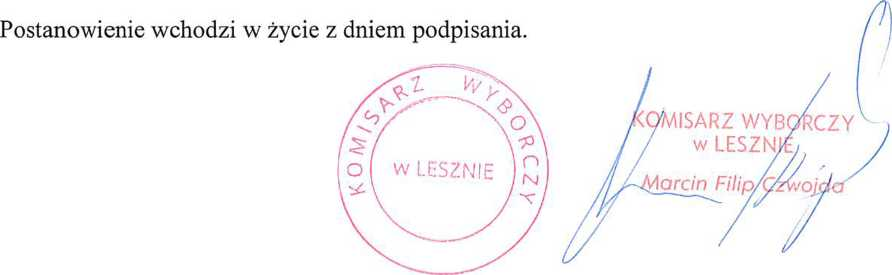 Postanowienie wchodzi w życie z dniem podpisania.
KOMISARZ WYBORCZY
w LESZNIE
KOMISARZ WYBORCZY
w LESZNIE
Marcin Filip Czwojda